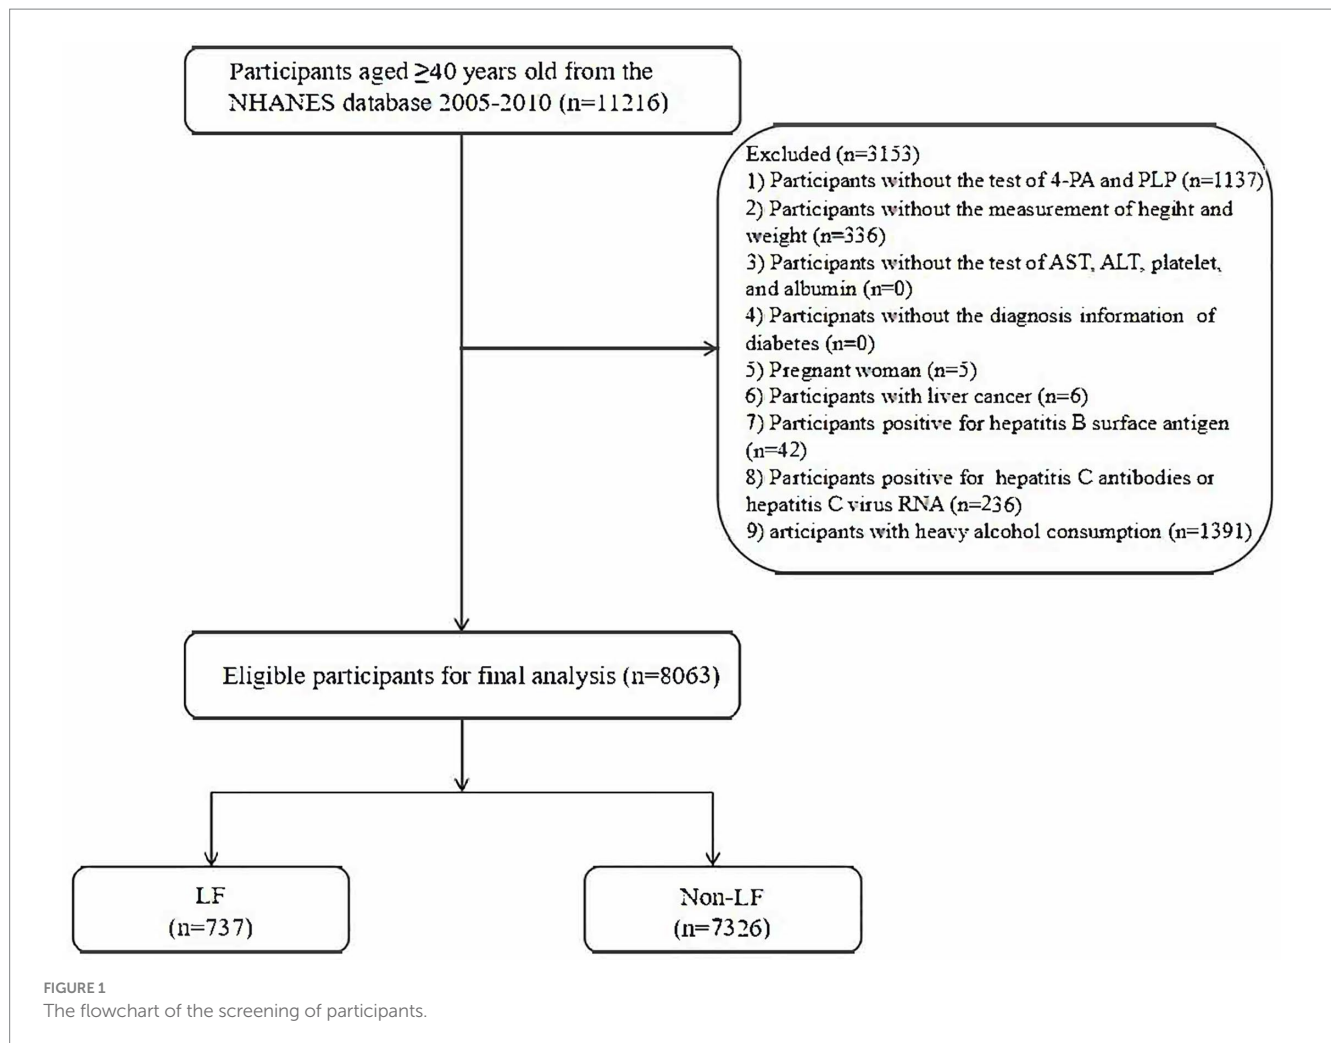 Participants aged ≥40 years old from the
NHANES database 2005-2010 (n=11216)
Excluded (n=3153)
1) Participants without the test of 4-PA and PLP (n=1137)
2) Participants without the measurement of hegiht and
weight (n=336)
3) Participants without the test of AST, ALT, platelet,
and albumin (n=0)
4) Participnats without the diagnosis information of
diabetes (n=0)
5) Pregnant woman (n=5)
6) Participants with liver cancer (n=6)
7) Participants positive for hepatitis B surface antigen
(n=42)
8) Participants positive for hepatitis C antibodies or
hepatitis C virus RNA (n=236)
9) articipants with heavy alcohol consumption (n=1391)
Eligible participants for final analysis (n=8063)
LF
(n=737)
Non-LF
(n=7326)
FIGURE 1
The flowchart of the screening of participants.